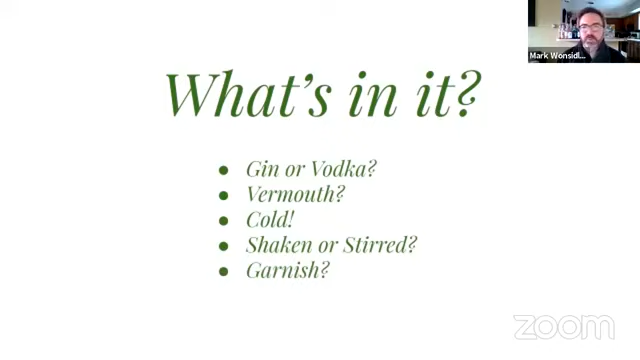 Mark Wonsidl...
What's in it?
• Gin or Vodka?
• Vermouth?
• Cold!
• Shaken or Stirred?
• Garnish?
zoom